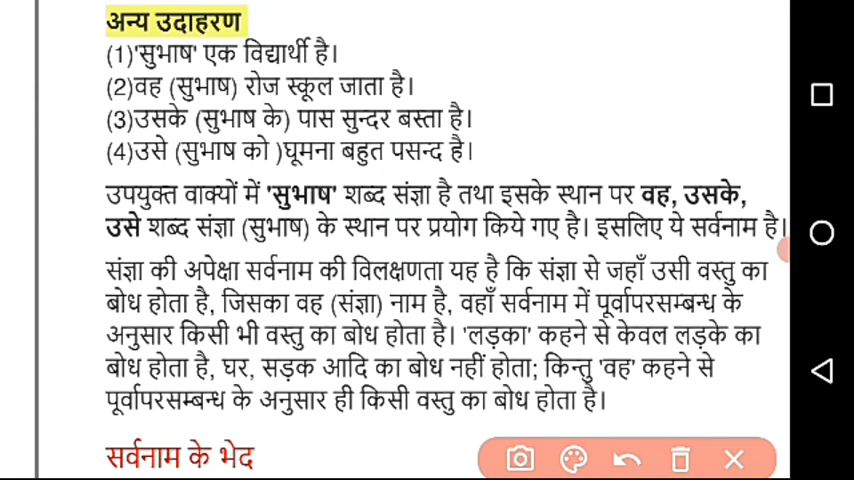 अन्य उदाहरण
(1)'सुभाष' एक विद्यार्थी है।
(2)वह (सुभाष) रोज स्कूल जाता है।
(3)उसके (सुभाष के) पास सुन्दर बस्ता है।
(4)उसे (सुभाष को )घूमना बहुत पसन्द है।
उपयुक्त वाक्यों में 'सुभाष' शब्द संज्ञा है तथा इसके स्थान पर वह, उसके,
उसे शब्द संज्ञा (सुभाष) के स्थान पर प्रयोग किये गए है। इसलिए ये सर्वनाम है।
संज्ञा की अपेक्षा सर्वनाम की विलक्षणता यह है कि संज्ञा से जहाँ उसी वस्तु का
बोध होता है, जिसका वह (संज्ञा) नाम है, वहाँ सर्वनाम में पूर्वापरसम्बन्ध के
अनुसार किसी भी वस्तु का बोध होता है। 'लड़का' कहने से केवल लड़के का
बोध होता है, घर, सड़क आदि का बोध नहीं होता; किन्तु 'वह' कहने से
पूर्वापरसम्बन्ध के अनुसार ही किसी वस्तु का बोध होता है।
सर्वनाम के भेद